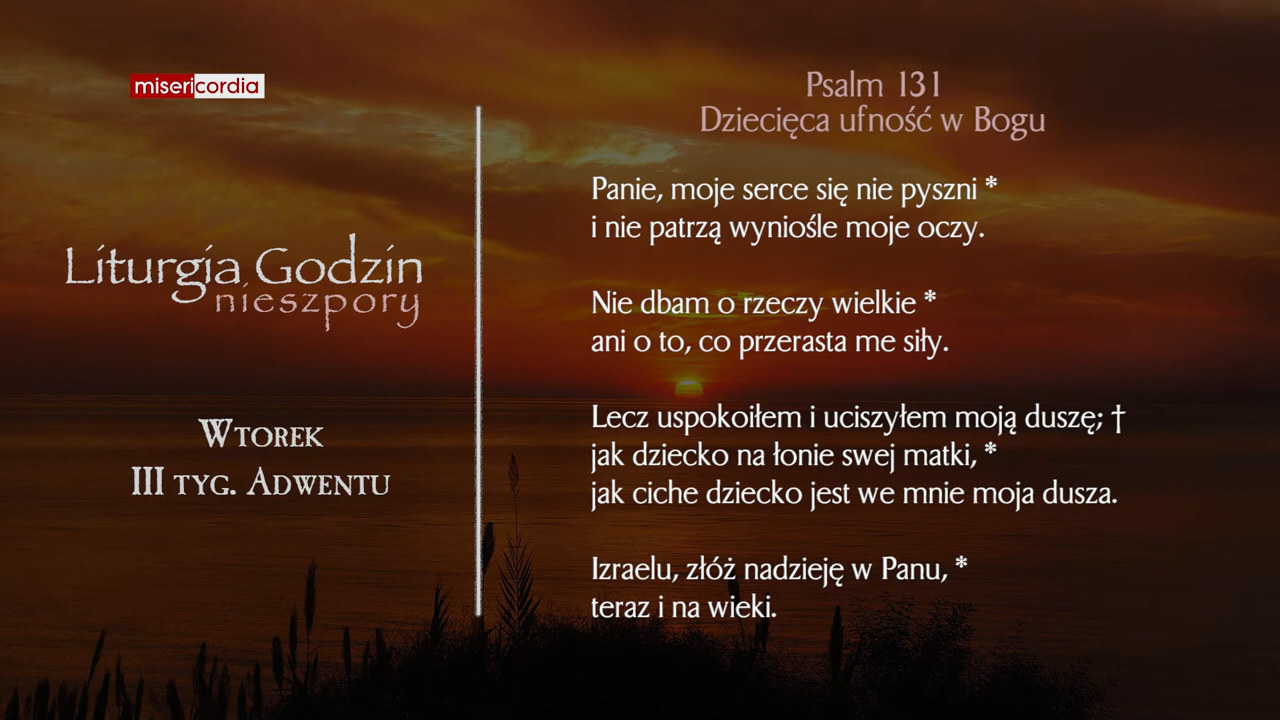 misericordia
Liturgia Godzin
nieszpory
Wtorek
III tyg. Adwentu
Psalm 131
Dziecięca ufność w Bogu
Panie, moje serce się nie pyszni *
i nie patrzą wyniośle moje oczy.
Nie dbam o rzeczy wielkie *
ani o to, co przerasta me siły.
Lecz uspokoiłem i uciszyłem moją duszę; †
jak dziecko na łonie swej matki, *
jak ciche dziecko jest we mnie moja dusza.
Izraelu, złóż nadzieję w Panu, *
teraz i na wieki.